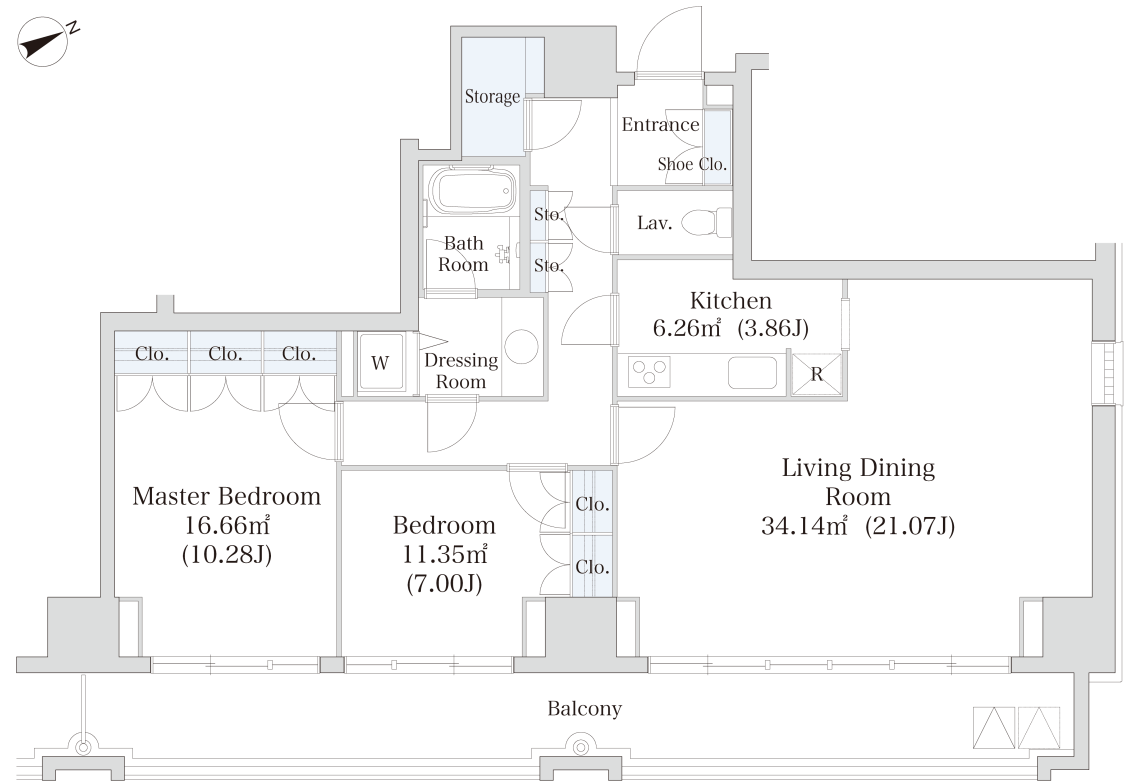 N
Storage
Entrance
Shoe Clo.
Sto.
Lav.
Bath
Room
Sto.
Kitchen
6.26㎡ (3.86J)
Clo.
Clo.
Clo.
W
Dressing
Room
R
Master Bedroom
16.66㎡
(10.28J)
Bedroom
11.35㎡
(7.00J)
Clo.
Clo.
Living Dining
Room
34.14㎡ (21.07J)
Balcony